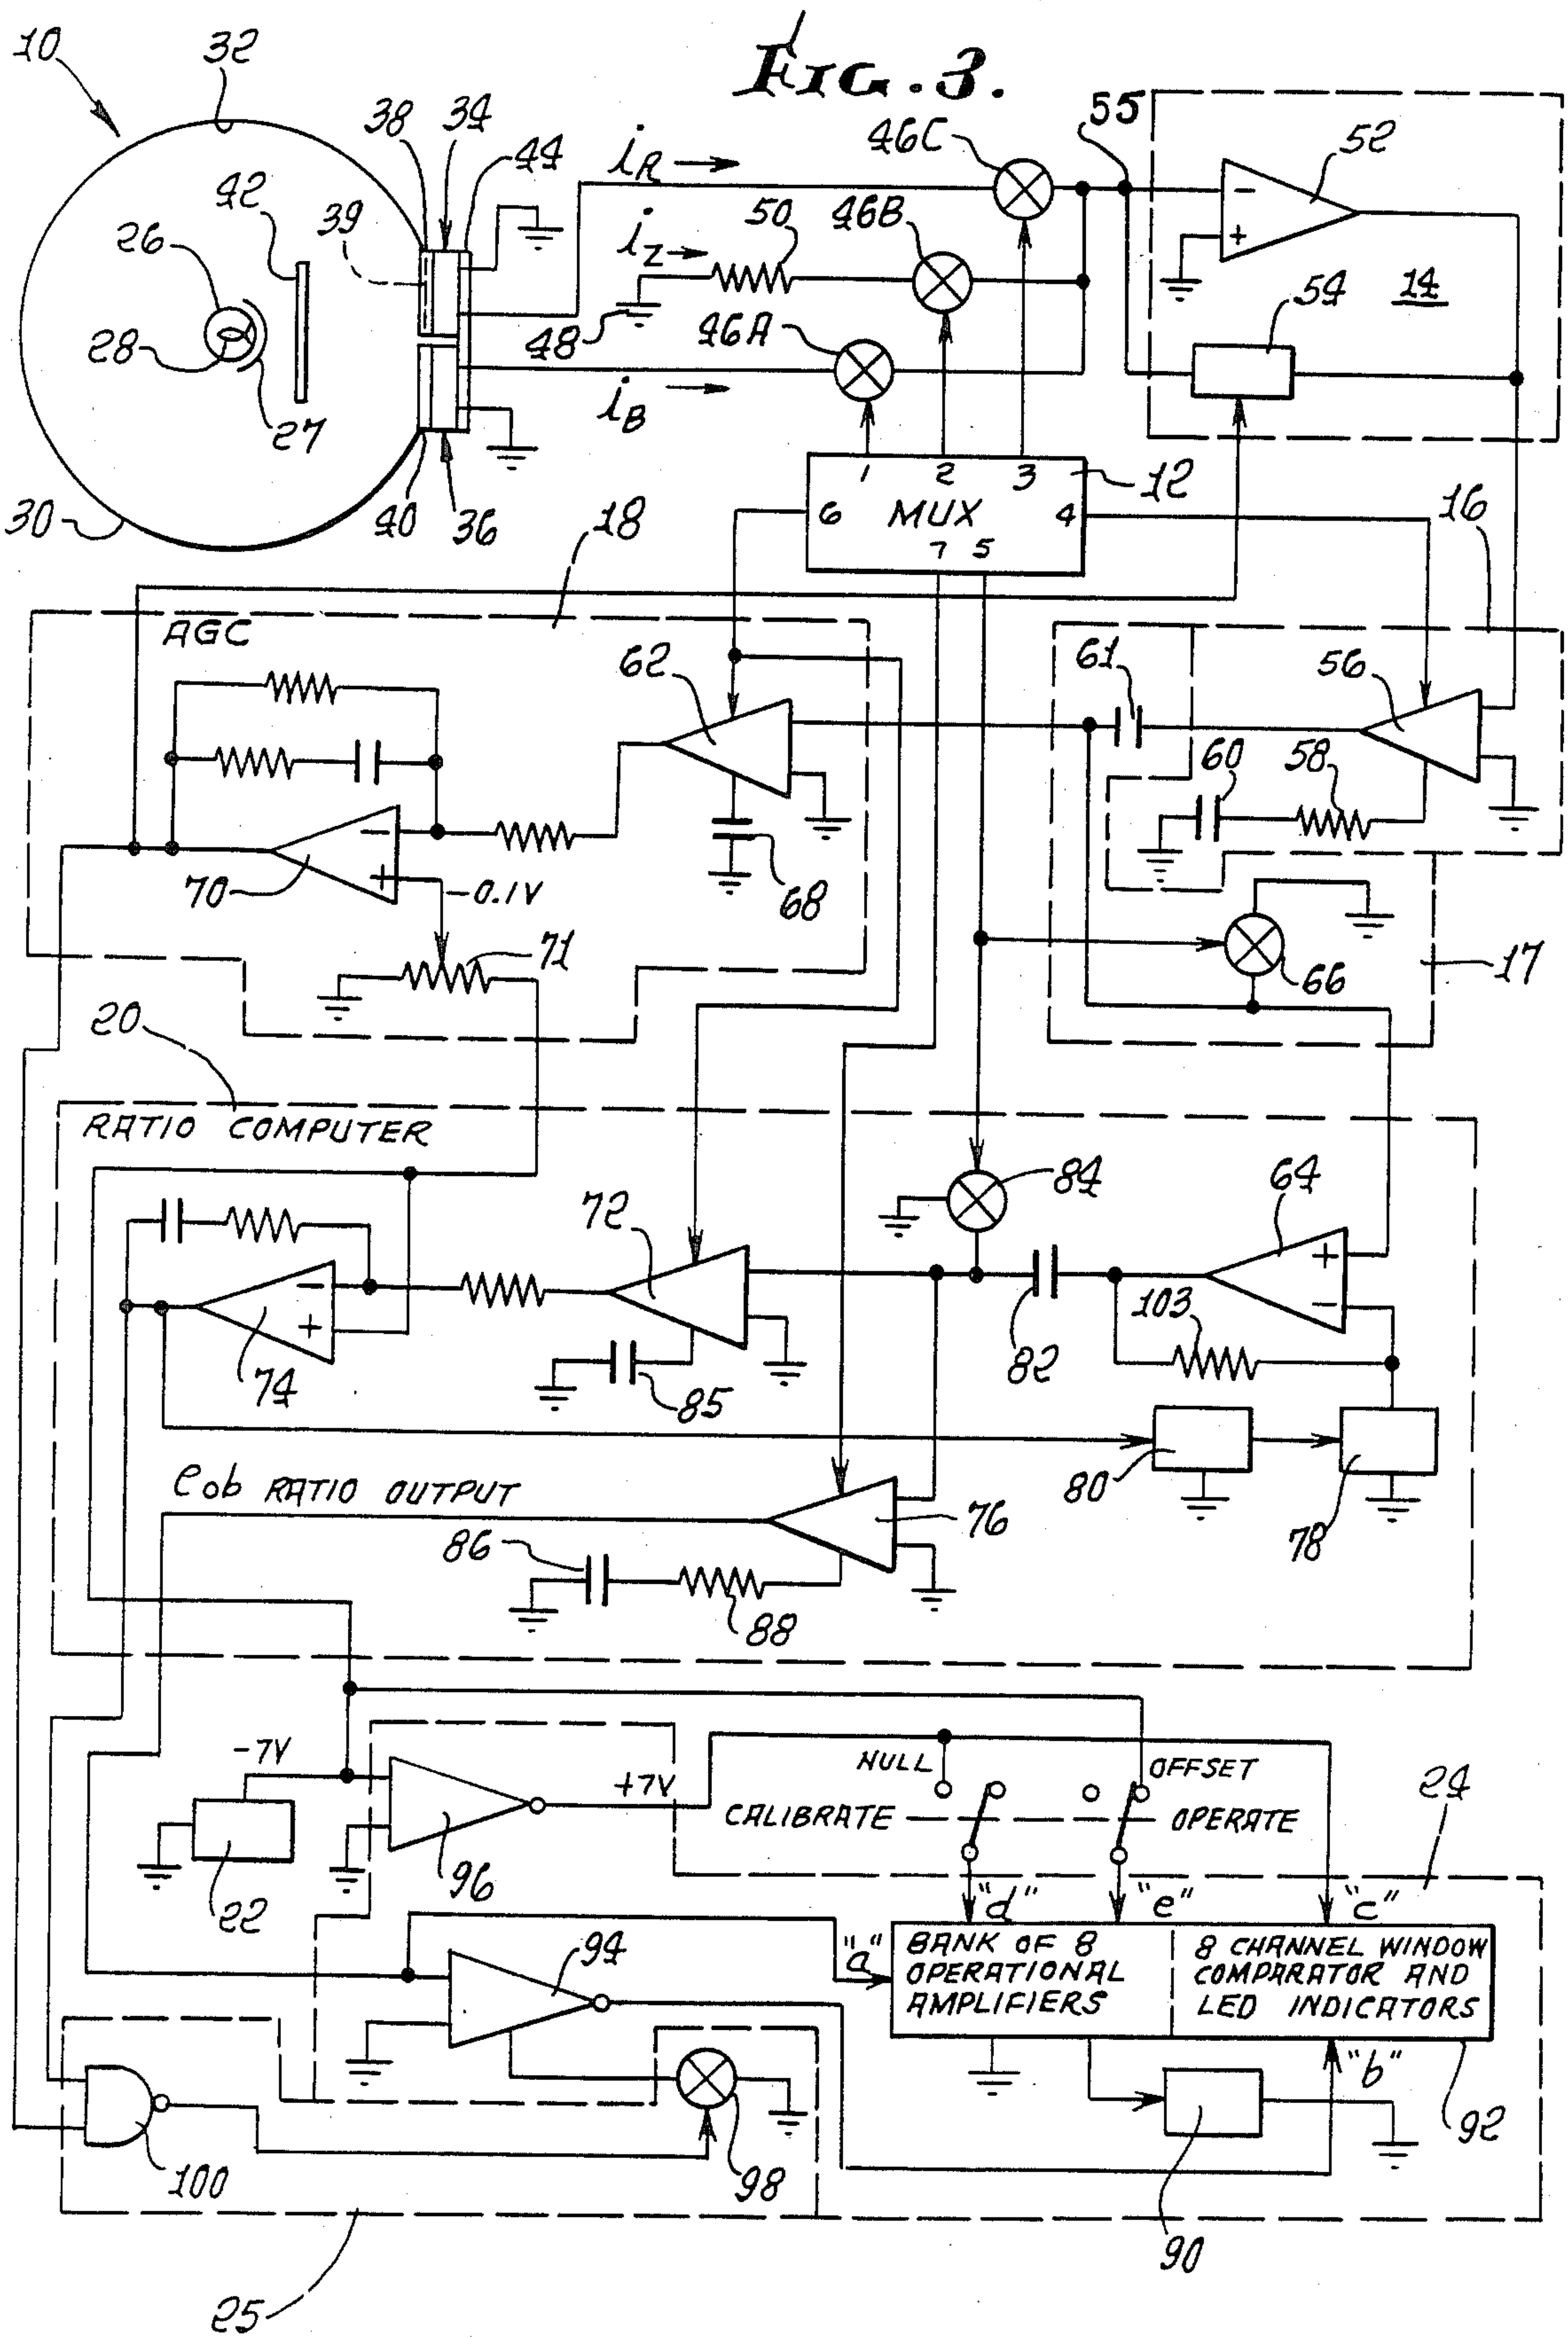 FIG. 3.
10
32
38
34
44
42
39
26
28
27
30
40
36
iR
iZ
iB
50
48
46C
46B
46A
55
52
54
14
1 2 3
6 MUX 4
7 5
12
18
16
AGC
62
61
56
60
58
70
-0.1V
68
71
66
17
20
RATIO COMPUTER
72
84
64
103
74
85
82
80
78
eob RATIO OUTPUT
76
86
88
-7V
+7V
NULL
OFFSET
CALIBRATE
OPERATE
24
22
96
"d"
"e"
"c"
"a"
94
BANK OF 8
OPERATIONAL
AMPLIFIERS
8 CHANNEL WINDOW
COMPARATOR AND
LED INDICATORS
"b"
100
98
92
90
25